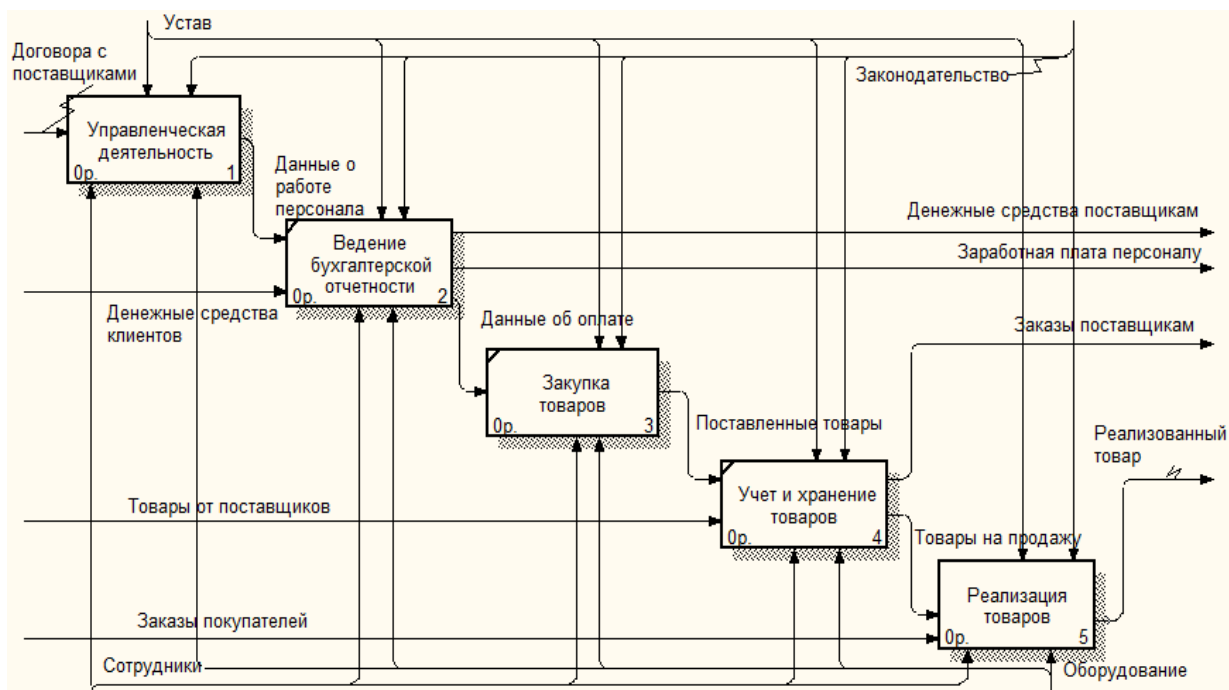 Устав
Договора с
поставщиками
Законодательство
Управленческая
деятельность
0р. 1
Данные о
работе
персонала
Денежные средства поставщикам
Ведение
бухгалтерской
отчетности
0р. 2
Заработная плата персоналу
Денежные средства
клиентов
Данные об оплате
Заказы поставщикам
Закупка
товаров
0р. 3
Поставленные товары
Реализованный
товар
Товары от поставщиков
Учет и хранение
товаров
0р. 4
Товары на продажу
Реализация
товаров
0р. 5
Заказы покупателей
Сотрудники
Оборудование